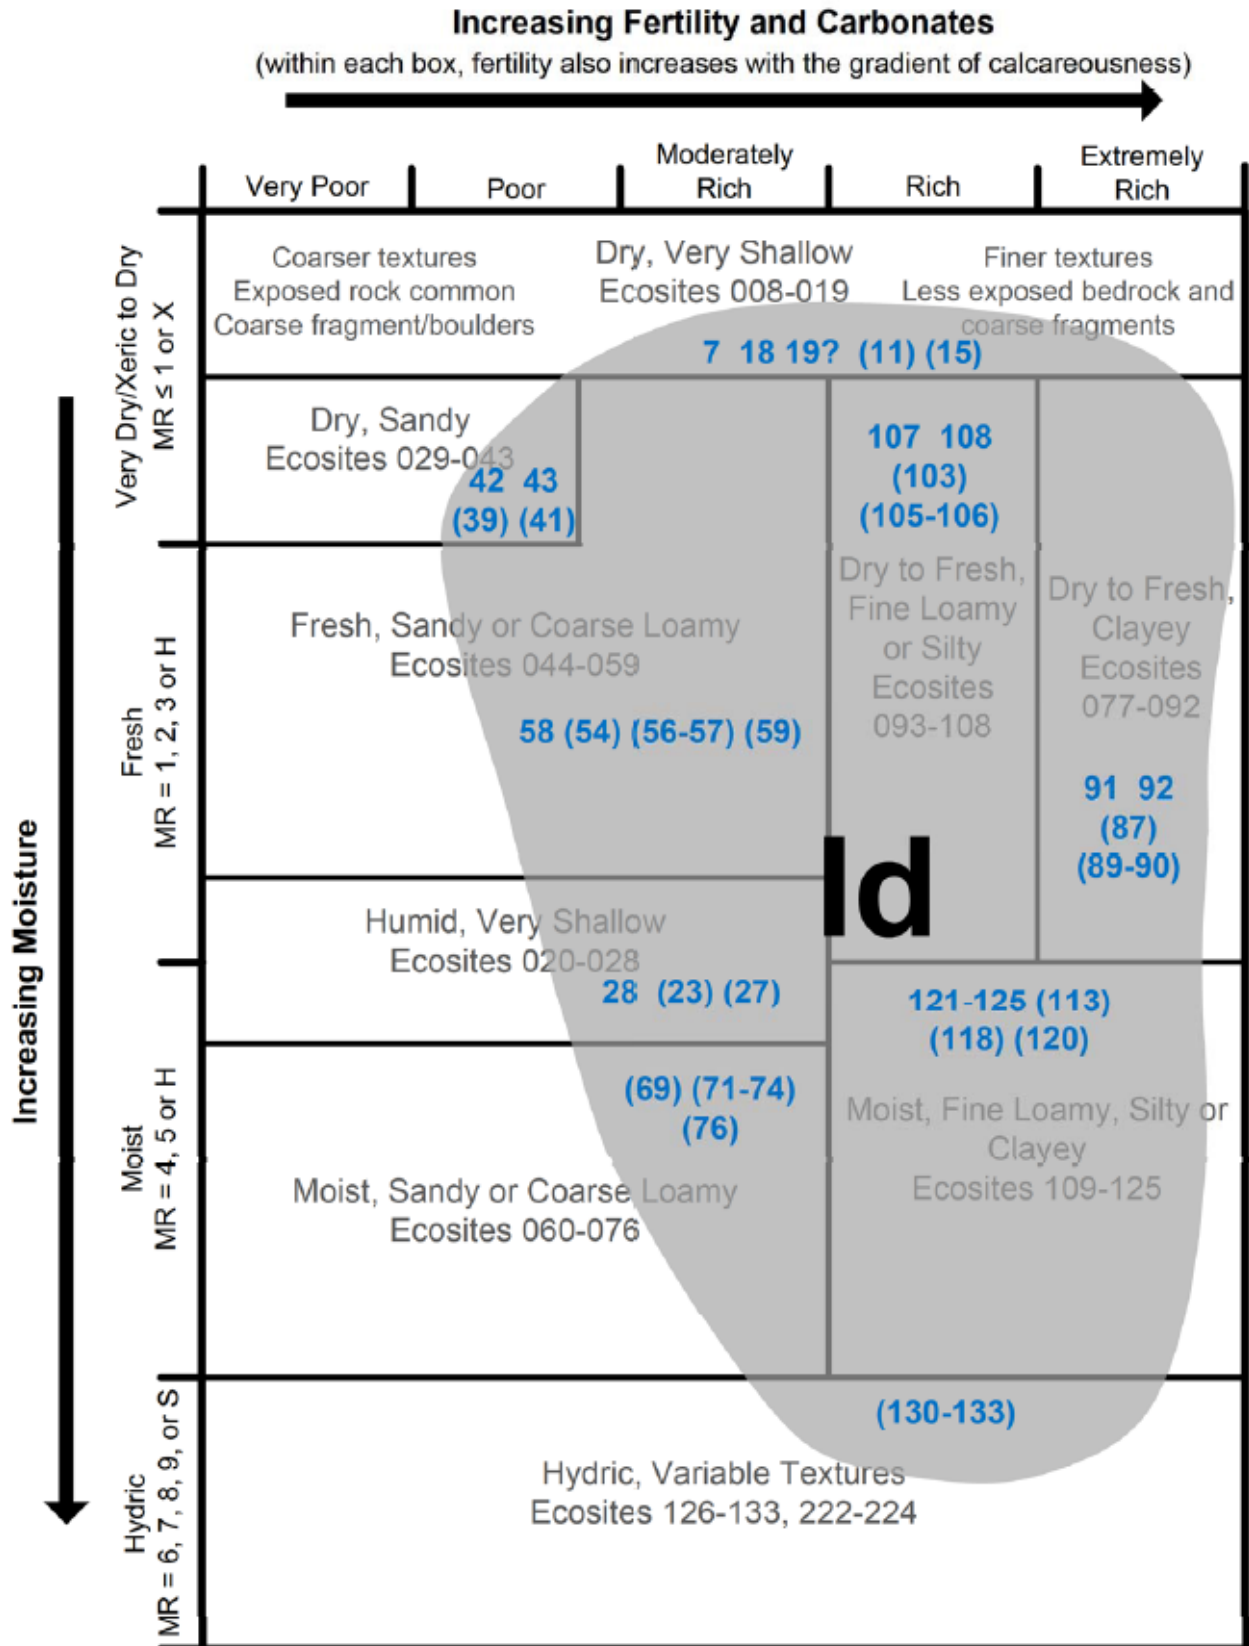 Increasing Fertility and Carbonates
(within each box, fertility also increases with the gradient of calcareousness)
Very Poor
Poor
Moderately
Rich
Rich
Extremely
Rich
Increasing Moisture
Very Dry/Xeric to Dry
MR ≤ 1 or X
Coarser textures
Exposed rock common
Coarse fragment/boulders
Dry, Very Shallow
Ecosites 008-019
Finer textures
Less exposed bedrock and
coarse fragments
7 18 19? (11) (15)
Dry, Sandy
Ecosites 029-043
42 43
(39) (41)
107 108
(103)
(105-106)
Dry to Fresh,
Fine Loamy
or Silty
Ecosites
093-108
Dry to Fresh,
Clayey
Ecosites
077-092
91 92
(87)
(89-90)
Fresh
MR = 1, 2, 3 or H
Fresh, Sandy or Coarse Loamy
Ecosites 044-059
58 (54) (56-57) (59)
Id
Humid, Very Shallow
Ecosites 020-028
28 (23) (27)
121-125 (113)
(118) (120)
Moist, Fine Loamy, Silty or
Clayey
Ecosites 109-125
Moist
MR = 4, 5 or H
(69) (71-74)
(76)
Moist, Sandy or Coarse Loamy
Ecosites 060-076
Hydric
MR = 6, 7, 8, 9, or S
(130-133)
Hydric, Variable Textures
Ecosites 126-133, 222-224